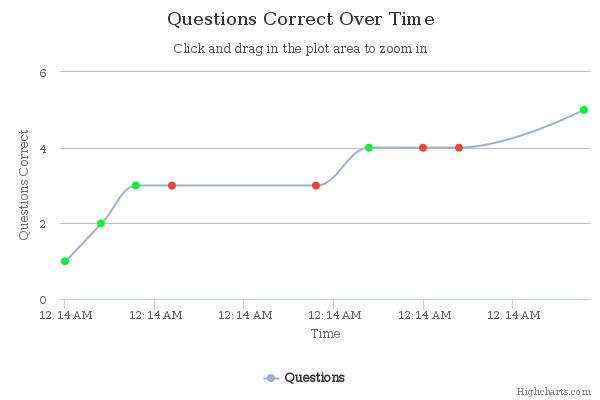 Questions Correct Over Time
Click and drag in the plot area to zoom in
Questions Correct
6
4
2
0
12:14 AM 12:14 AM 12:14 AM 12:14 AM 12:14 AM 12:14 AM
Time
Questions
Highcharts.com